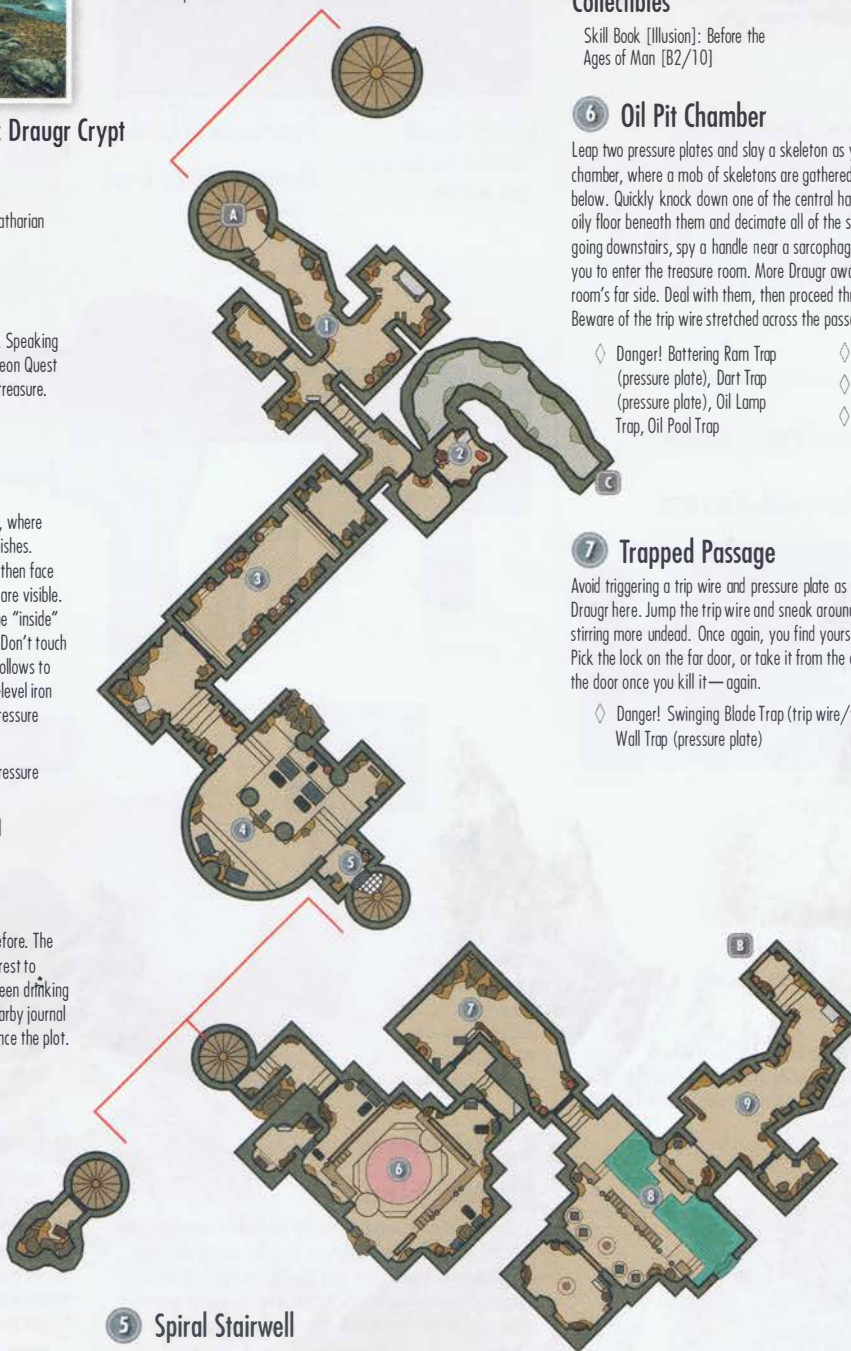 : Draugr Crypt
atharian
. Speaking
eon Quest
treasure.
, where
ishes.
then face
are visible.
e "inside"
Don't touch
ollows to
-level iron
ressure
ressure
efore. The
rest to
een drinking
arby journal
nce the plot.
A
1
2
C
3
4
5
B
7
9
6
8
5 Spiral Stairwell
Collectibles
Skill Book [Illusion]: Before the
Ages of Man [B2/10]
6 Oil Pit Chamber
Leap two pressure plates and slay a skeleton as
chamber, where a mob of skeletons are gathered
below. Quickly knock down one of the central
oily floor beneath them and decimate all of the
going downstairs, spy a handle near a
you to enter the treasure room. More Draugr
room's far side. Deal with them, then proceed
Beware of the trip wire stretched across the
◊ Danger! Battering Ram Trap
(pressure plate), Dart Trap
(pressure plate), Oil Lamp
Trap, Oil Pool Trap
◊
◊
◊
7 Trapped Passage
Avoid triggering a trip wire and pressure plate as
Draugr here. Jump the trip wire and sneak
stirring more undead. Once again, you find
Pick the lock on the far door, or take it from the
the door once you kill it—again.
◊ Danger! Swinging Blade Trap (trip wire/
Wall Trap (pressure plate)